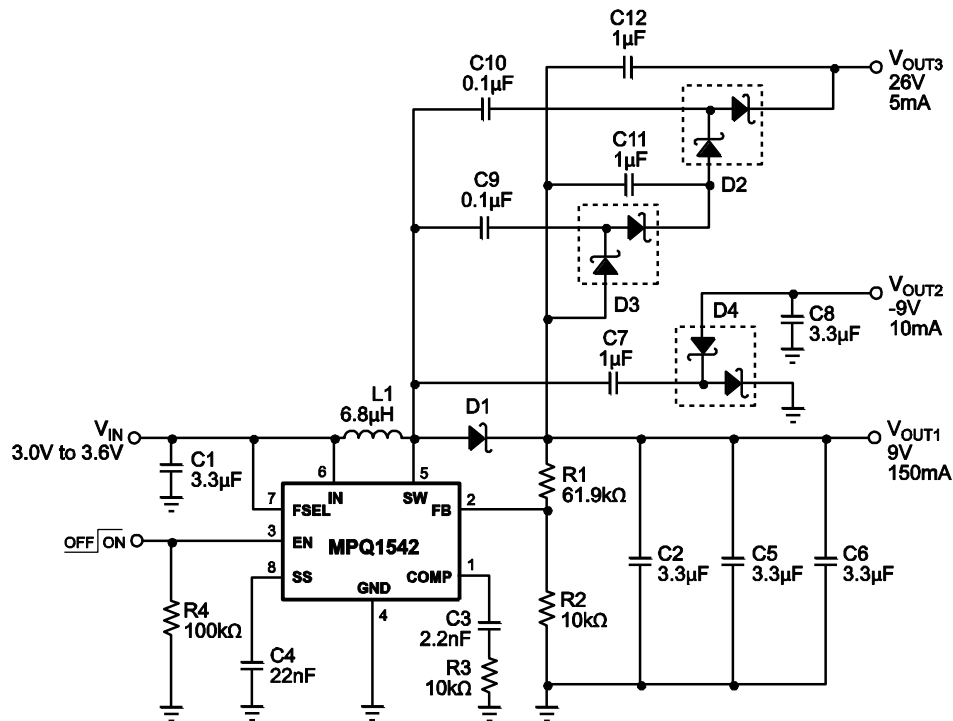 C12
1µF
VOUT3
26V
5mA
C10
0.1µF
C11
1µF
D2
C9
0.1µF
D3
VOUT2
-9V
10mA
D4
C8
3.3µF
C7
1µF
L1
6.8µH
D1
VIN
3.0V to 3.6V
VOUT1
9V
150mA
C1
3.3µF
6
5
IN
SW
7
FSEL
FB
2
R1
61.9kΩ
OFF ON
3
EN
MPQ1542
8
SS
COMP
1
GND
4
C2
3.3µF
C5
3.3µF
C6
3.3µF
R4
100kΩ
C4
22nF
C3
2.2nF
R3
10kΩ
R2
10kΩ